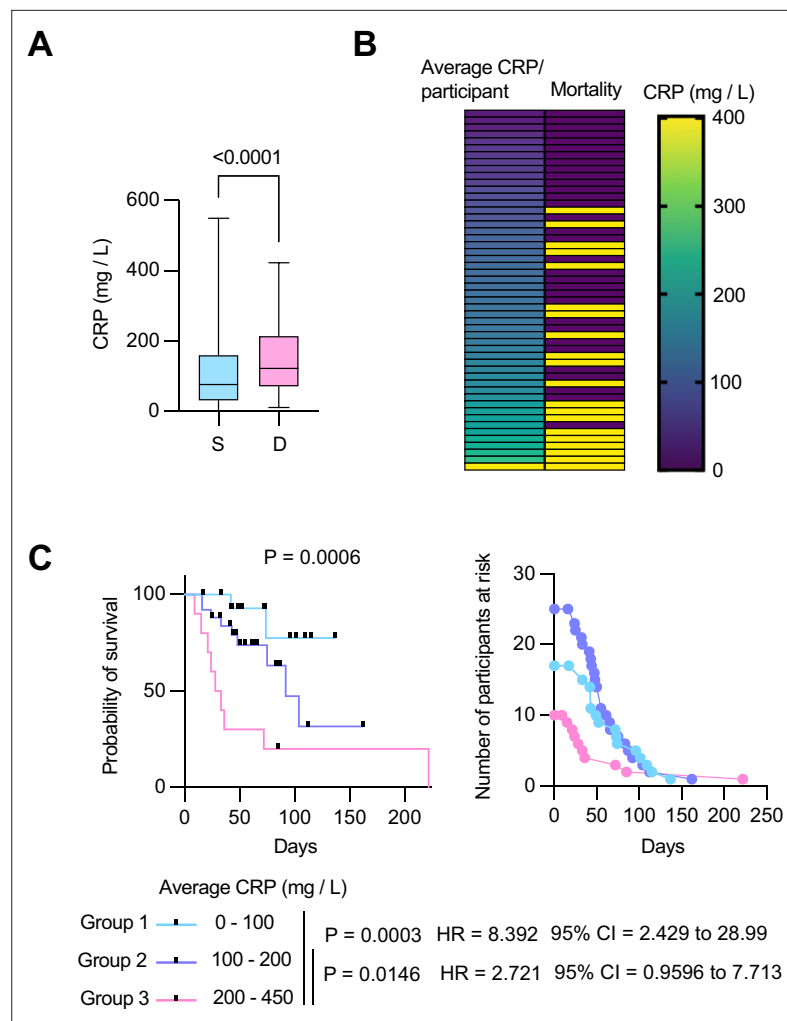 A
<0.0001
CRP (mg / L)
600
400
200
0
S D
B
Average CRP/
participant
Mortality
CRP (mg / L)
400
300
200
100
0
C
P = 0.0006
Probability of survival
100
50
0
0 50 100 150 200
Days
Number of participants at risk
30
20
10
0
0 50 100 150 200 250
Days
Average CRP (mg / L)
Group 1 0 - 100
Group 2 100 - 200
Group 3 200 - 450
P = 0.0003 HR = 8.392 95% CI = 2.429 to 28.99
P = 0.0146 HR = 2.721 95% CI = 0.9596 to 7.713